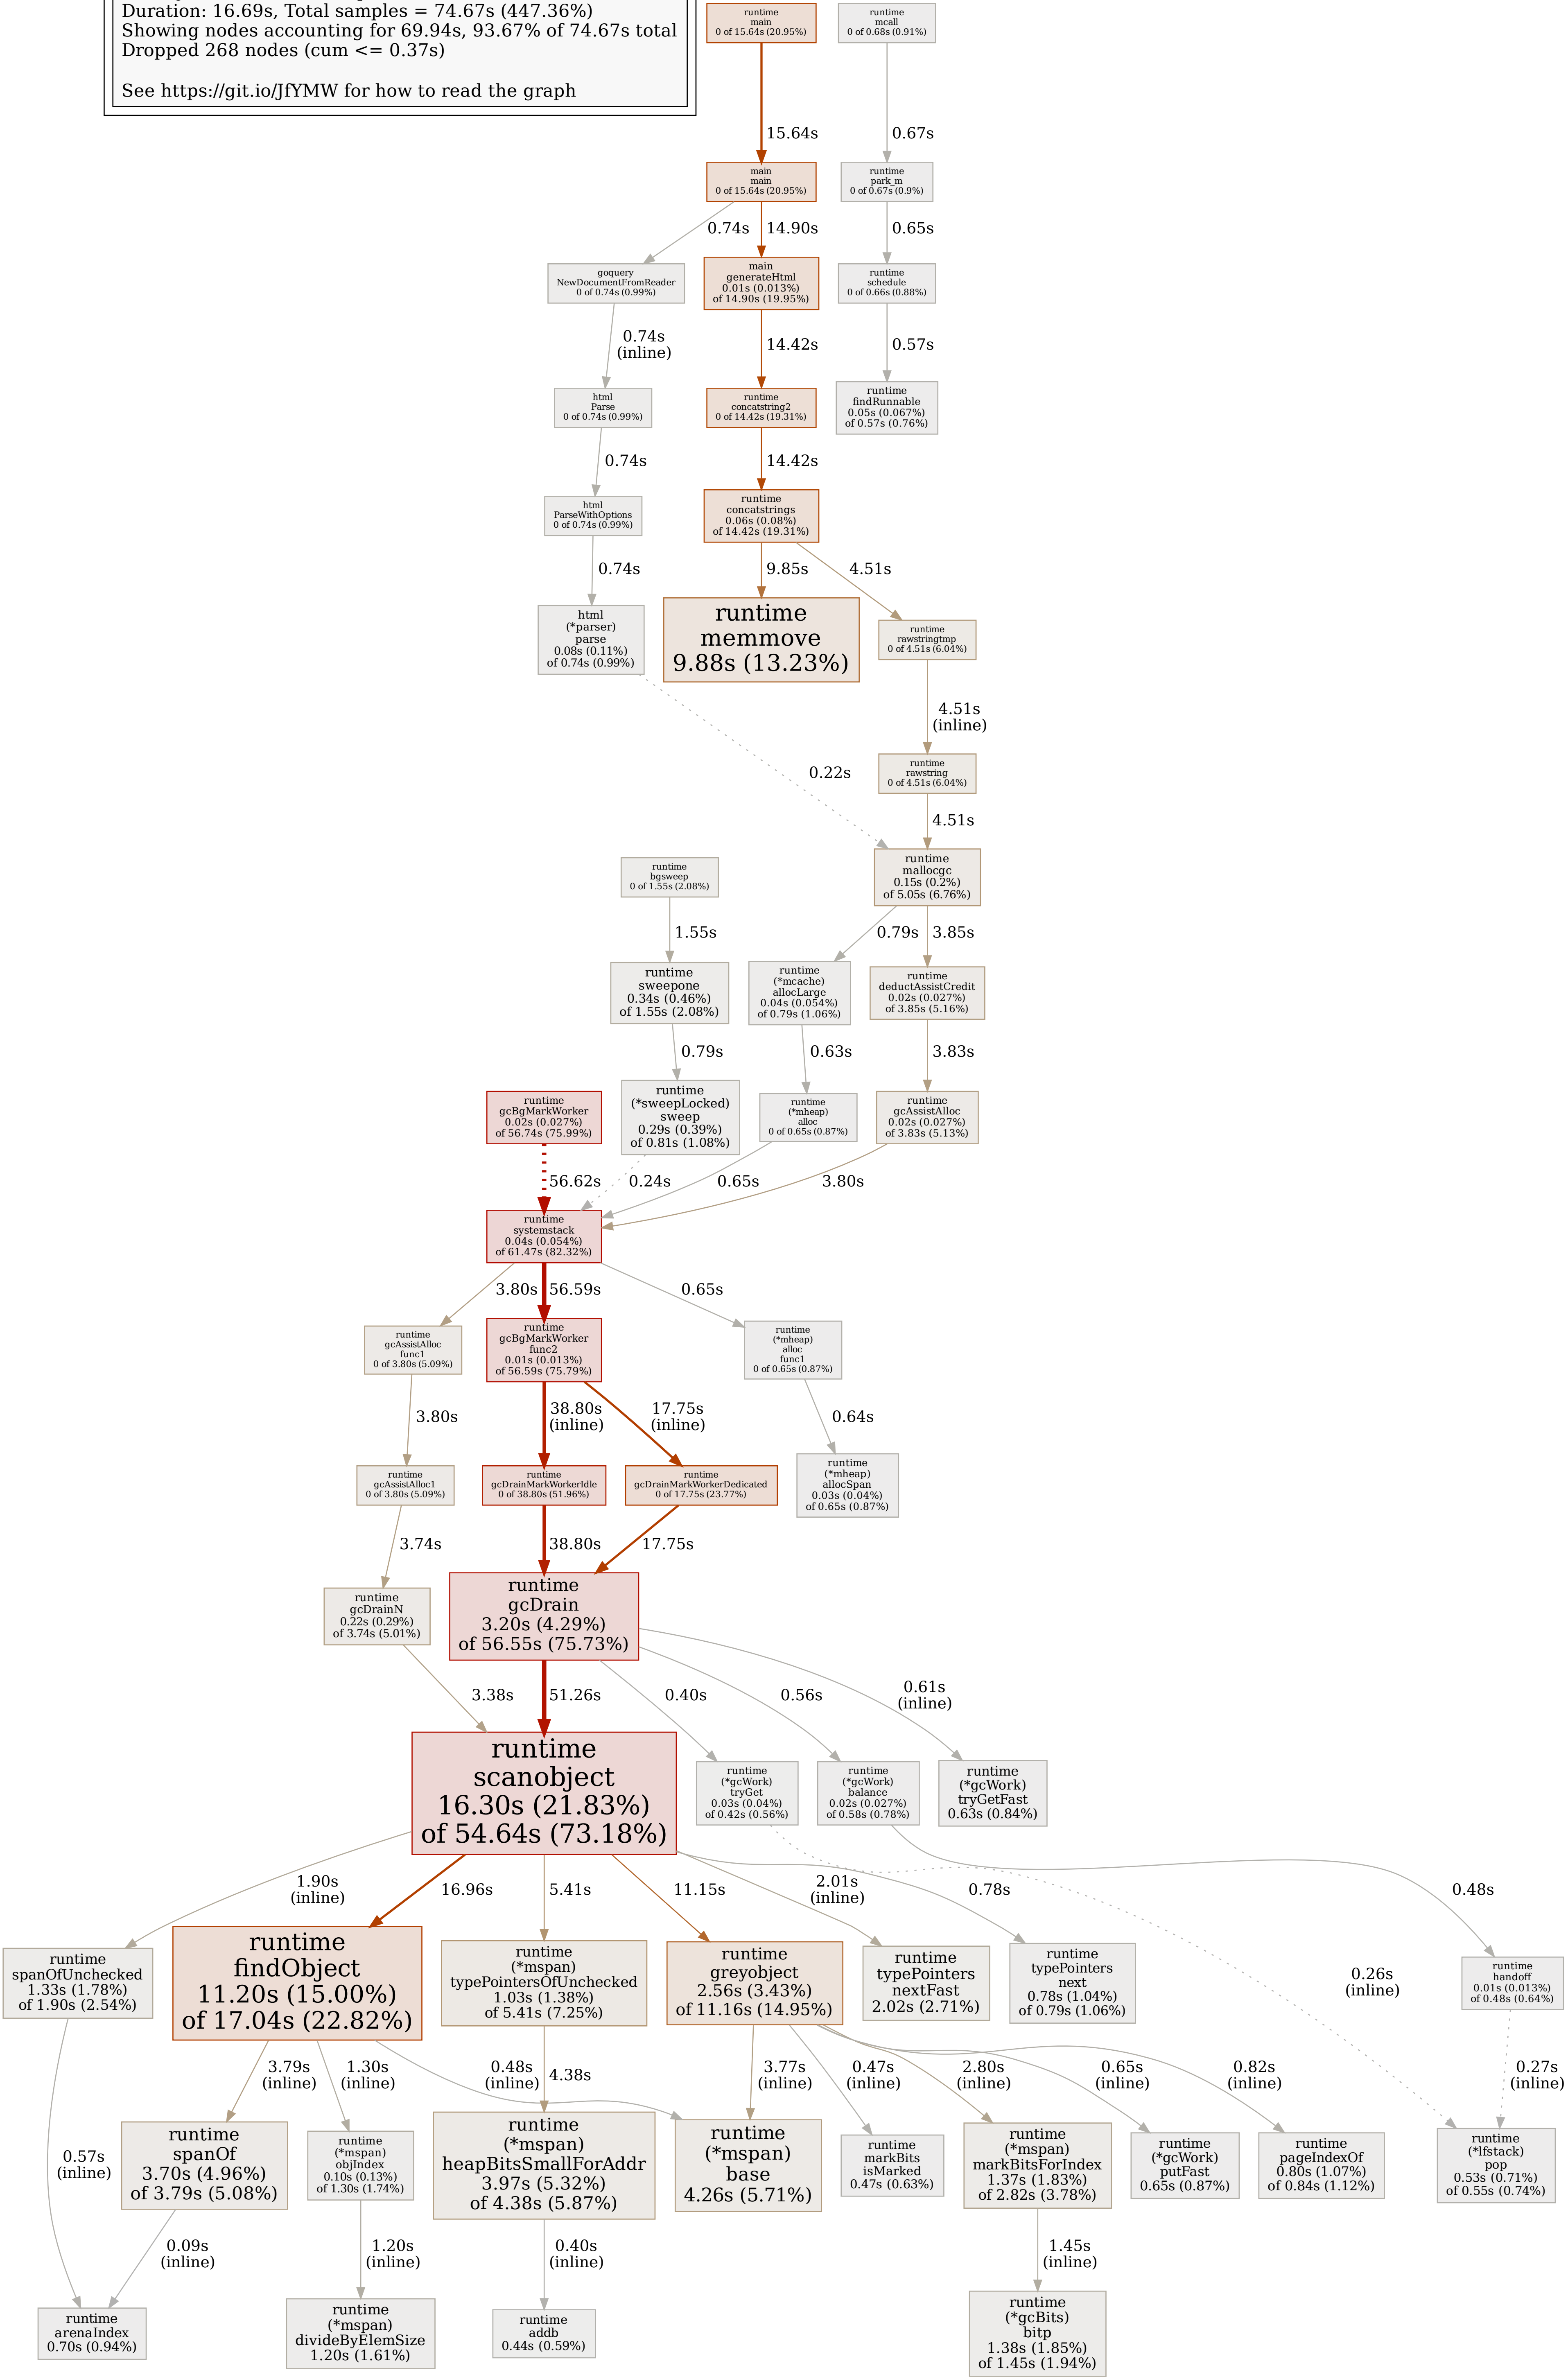 Duration: 16.69s, Total samples = 74.67s (447.36%)
Showing nodes accounting for 69.94s, 93.67% of 74.67s total
Dropped 268 nodes (cum <= 0.37s)
See https://git.io/JfYMW for how to read the graph
runtime
main
0 of 15.64s (20.95%)
runtime
mcall
0 of 0.68s (0.91%)
15.64s
0.67s
main
main
0 of 15.64s (20.95%)
runtime
park_m
0 of 0.67s (0.9%)
0.74s
14.90s
0.65s
goquery
NewDocumentFromReader
0 of 0.74s (0.99%)
main
generateHtml
0.01s (0.013%)
of 14.90s (19.95%)
runtime
schedule
0 of 0.66s (0.88%)
0.74s
(inline)
14.42s
0.57s
html
Parse
0 of 0.74s (0.99%)
runtime
concatstring2
0 of 14.42s (19.31%)
runtime
findRunnable
0.05s (0.067%)
of 0.57s (0.76%)
0.74s
14.42s
html
ParseWithOptions
0 of 0.74s (0.99%)
runtime
concatstrings
0.06s (0.08%)
of 14.42s (19.31%)
0.74s
9.85s
4.51s
html
(*parser)
parse
0.08s (0.11%)
of 0.74s (0.99%)
runtime
memmove
9.88s (13.23%)
runtime
rawstringtmp
0 of 4.51s (6.04%)
4.51s
(inline)
0.22s
runtime
rawstring
0 of 4.51s (6.04%)
4.51s
runtime
bgsweep
0 of 1.55s (2.08%)
runtime
mallocgc
0.15s (0.2%)
of 5.05s (6.76%)
1.55s
0.79s
3.85s
runtime
sweepone
0.34s (0.46%)
of 1.55s (2.08%)
runtime
(*mcache)
allocLarge
0.04s (0.054%)
of 0.79s (1.06%)
runtime
deductAssistCredit
0.02s (0.027%)
of 3.85s (5.16%)
0.79s
0.63s
3.83s
runtime
gcBgMarkWorker
0.02s (0.027%)
of 56.74s (75.99%)
runtime
(*sweepLocked)
sweep
0.29s (0.39%)
of 0.81s (1.08%)
runtime
(*mheap)
alloc
0 of 0.65s (0.87%)
runtime
gcAssistAlloc
0.02s (0.027%)
of 3.83s (5.13%)
56.62s
0.24s
0.65s
3.80s
runtime
systemstack
0.04s (0.054%)
of 61.47s (82.32%)
3.80s
56.59s
0.65s
runtime
gcAssistAlloc
func1
0 of 3.80s (5.09%)
runtime
gcBgMarkWorker
func2
0.01s (0.013%)
of 56.59s (75.79%)
runtime
(*mheap)
alloc
func1
0 of 0.65s (0.87%)
3.80s
38.80s
(inline)
17.75s
(inline)
0.64s
runtime
gcAssistAlloc1
0 of 3.80s (5.09%)
runtime
gcDrainMarkWorkerIdle
0 of 38.80s (51.96%)
runtime
gcDrainMarkWorkerDedicated
0 of 17.75s (23.77%)
runtime
(*mheap)
allocSpan
0.03s (0.04%)
of 0.65s (0.87%)
3.74s
38.80s
17.75s
runtime
gcDrainN
0.22s (0.29%)
of 3.74s (5.01%)
runtime
gcDrain
3.20s (4.29%)
of 56.55s (75.73%)
3.38s
51.26s
0.40s
0.56s
0.61s
(inline)
runtime
scanobject
16.30s (21.83%)
of 54.64s (73.18%)
runtime
(*gcWork)
tryGet
0.03s (0.04%)
of 0.42s (0.56%)
runtime
(*gcWork)
balance
0.02s (0.027%)
of 0.58s (0.78%)
runtime
(*gcWork)
tryGetFast
0.63s (0.84%)
1.90s
(inline)
16.96s
5.41s
11.15s
2.01s
(inline)
0.78s
0.48s
runtime
spanOfUnchecked
1.33s (1.78%)
of 1.90s (2.54%)
runtime
findObject
11.20s (15.00%)
of 17.04s (22.82%)
runtime
(*mspan)
typePointersOfUnchecked
1.03s (1.38%)
of 5.41s (7.25%)
runtime
greyobject
2.56s (3.43%)
of 11.16s (14.95%)
runtime
typePointers
nextFast
2.02s (2.71%)
runtime
typePointers
next
0.78s (1.04%)
of 0.79s (1.06%)
0.26s
(inline)
runtime
handoff
0.01s (0.013%)
of 0.48s (0.64%)
0.57s
(inline)
3.79s
(inline)
1.30s
(inline)
0.48s
(inline)
4.38s
3.77s
(inline)
0.47s
(inline)
2.80s
(inline)
0.65s
(inline)
0.82s
(inline)
0.27s
(inline)
runtime
spanOf
3.70s (4.96%)
of 3.79s (5.08%)
runtime
(*mspan)
objIndex
0.10s (0.13%)
of 1.30s (1.74%)
runtime
(*mspan)
heapBitsSmallForAddr
3.97s (5.32%)
of 4.38s (5.87%)
runtime
(*mspan)
base
4.26s (5.71%)
runtime
markBits
isMarked
0.47s (0.63%)
runtime
(*mspan)
markBitsForIndex
1.37s (1.83%)
of 2.82s (3.78%)
runtime
(*gcWork)
putFast
0.65s (0.87%)
runtime
pageIndexOf
0.80s (1.07%)
of 0.84s (1.12%)
runtime
(*lfstack)
pop
0.53s (0.71%)
of 0.55s (0.74%)
0.09s
(inline)
1.20s
(inline)
0.40s
(inline)
1.45s
(inline)
runtime
arenaIndex
0.70s (0.94%)
runtime
(*mspan)
divideByElemSize
1.20s (1.61%)
runtime
addb
0.44s (0.59%)
runtime
(*gcBits)
bitp
1.38s (1.85%)
of 1.45s (1.94%)